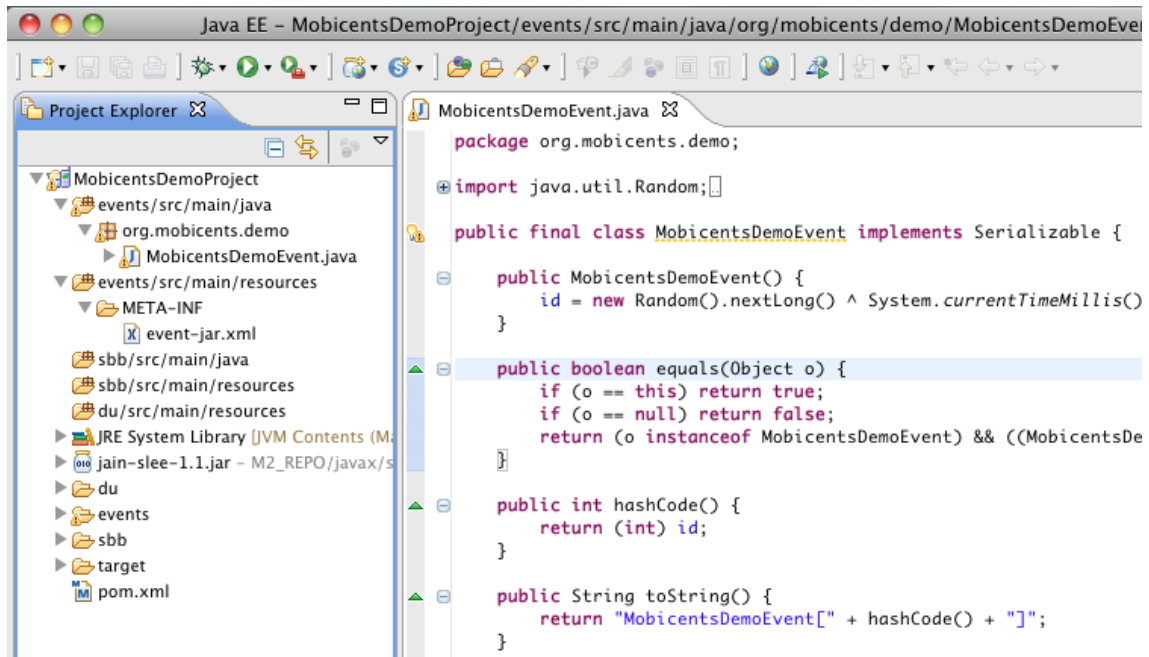 Java EE – MobicentsDemoProject/events/src/main/java/org/mobicents/demo/MobicentsDemoEve
Project Explorer
MobicentsDemoProject
events/src/main/java
org.mobicents.demo
MobicentsDemoEvent.java
events/src/main/resources
META-INF
event-jar.xml
sbb/src/main/java
sbb/src/main/resources
du/src/main/resources
JRE System Library [JVM Contents (Ma
jain-slee-1.1.jar – M2_REPO/javax/s
du
events
sbb
target
pom.xml
MobicentsDemoEvent.java
package org.mobicents.demo;
import java.util.Random;
public final class MobicentsDemoEvent implements Serializable {
public MobicentsDemoEvent() {
id = new Random().nextLong() ^ System.currentTimeMillis()
}
public boolean equals(Object o) {
if (o == this) return true;
if (o == null) return false;
return (o instanceof MobicentsDemoEvent) && ((MobicentsDe
}
public int hashCode() {
return (int) id;
}
public String toString() {
return "MobicentsDemoEvent[" + hashCode() + "]";
}